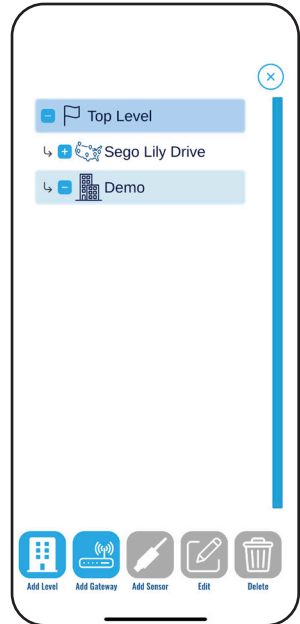 Top Level
Sego Lily Drive
Demo
Add Level Add Gateway Add Sensor Edit Delete